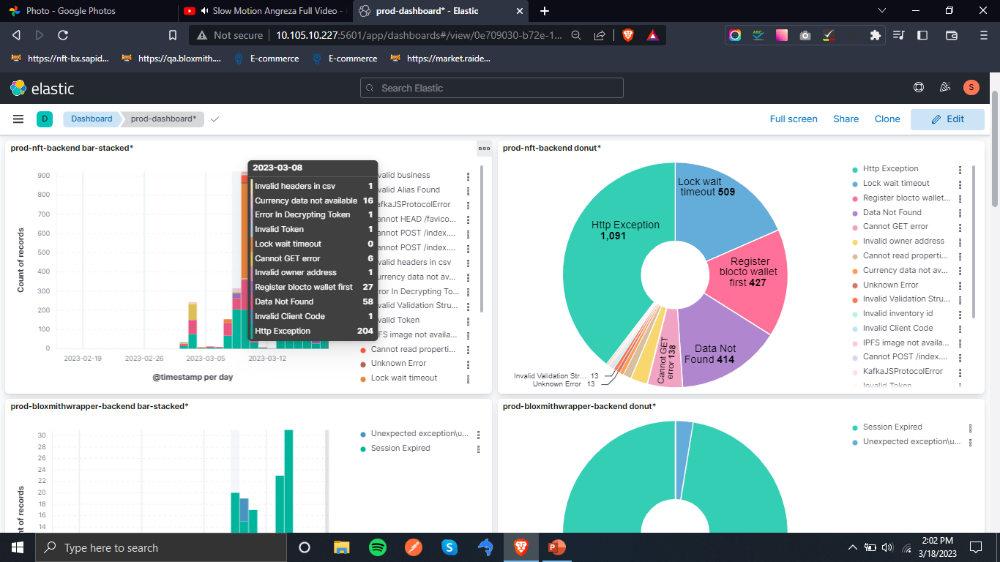 Photo - Google Photos
Slow Motion Angreza Full Video -
prod-dashboard* - Elastic
Not secure
10.105.10.227:5601/app/dashboards#/view/0e709030-b72e-1...
https://nft-bx.sapid...
https://qa.bloxmith....
E-commerce
E-commerce
https://market.raide...
elastic
Search Elastic
S
D
Dashboard
prod-dashboard*
Full screen
Share
Clone
Edit
prod-nft-backend bar-stacked*
Count of records
900
800
700
600
500
400
300
200
100
0
2023-02-19
2023-02-26
2023-03-05
2023-03-12
@timestamp per day
2023-03-08
Invalid headers in csv 1
Currency data not available 16
Error In Decrypting Token 1
Invalid Token 1
Lock wait timeout 0
Cannot GET error 6
Invalid owner address 1
Register blocto wallet first 27
Data Not Found 58
Invalid Client Code 1
Http Exception 204
nvalid business
nvalid Alias Found
afkaJSProtocolError
annot HEAD /favico...
annot POST /index....
annot POST /index....
nvalid headers in csv
urrency data not av...
rror In Decrypting To...
nvalid Validation Stru...
nvalid Token
PFS image not availa...
Cannot read properti...
Unknown Error
Lock wait timeout
prod-nft-backend donut*
Http Exception
1,091
Lock wait
timeout 509
Register
blocto wallet
first 427
Data Not
Found 414
Cannot GET
error 138
Invalid Validation Str... 13
Unknown Error 13
Http Exception
Lock wait timeout
Register blocto wallet...
Data Not Found
Cannot GET error
Invalid owner address
Cannot read properti...
Currency data not av...
Unknown Error
Invalid Validation Stru...
Invalid inventory id
Invalid Client Code
IPFS image not availa...
Cannot POST /index....
KafkaJSProtocolError
Invalid Token
prod-bloxmithwrapper-backend bar-stacked*
nt of records
30
28
26
24
22
20
18
16
14
Unexpected exception\u...
Session Expired
prod-bloxmithwrapper-backend donut*
Session Expired
Unexpected exception\u...
Type here to search
2:02 PM
3/18/2023